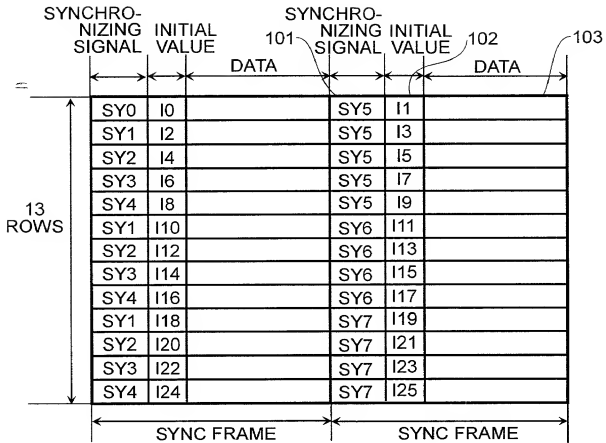 SYNCHRO-
NIZING
SIGNAL
INITIAL
VALUE
DATA
SYNCHRO-
NIZING
SIGNAL
INITIAL
VALUE
DATA
101
102
103
13
ROWS
SY0 I0 SY5 I1
SY1 I2 SY5 I3
SY2 I4 SY5 I5
SY3 I6 SY5 I7
SY4 I8 SY5 I9
SY1 I10 SY6 I11
SY2 I12 SY6 I13
SY3 I14 SY6 I15
SY4 I16 SY6 I17
SY1 I18 SY7 I19
SY2 I20 SY7 I21
SY3 I22 SY7 I23
SY4 I24 SY7 I25
SYNC FRAME SYNC FRAME